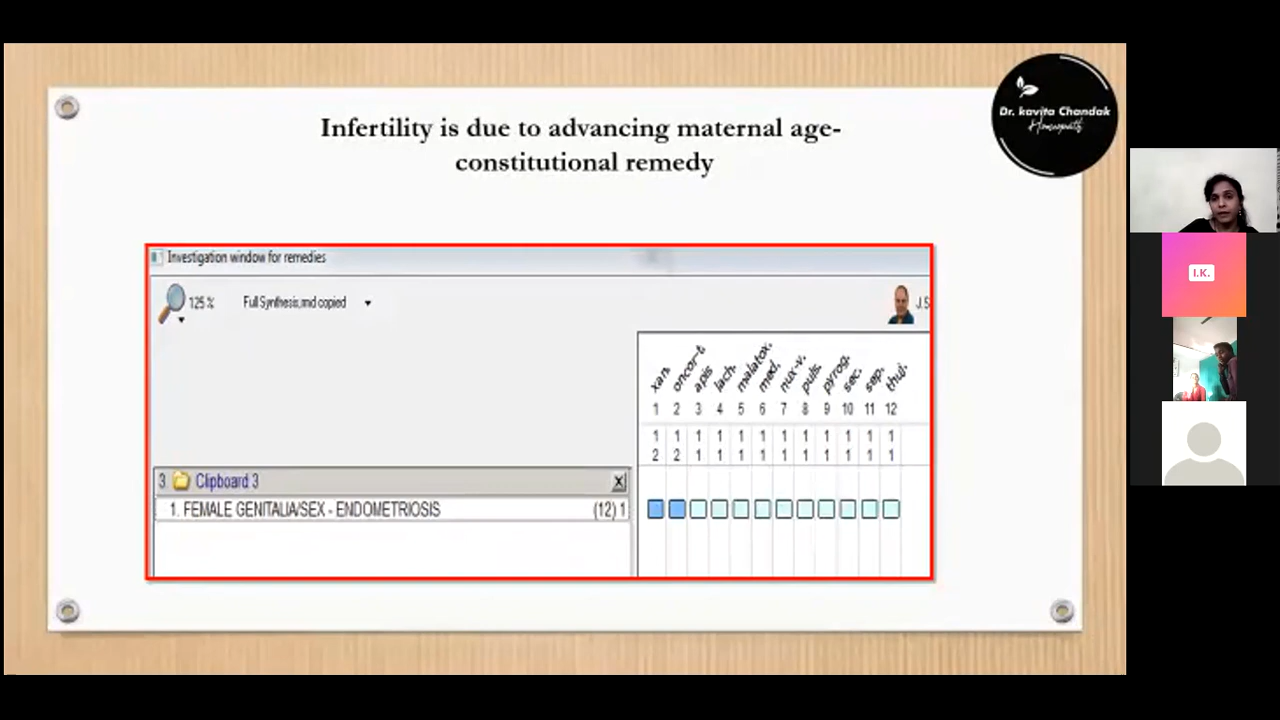 Infertility is due to advancing maternal age-
constitutional remedy
Dr. kavita Chandak
Homeopath
Investigation window for remedies
125 %
Full Synthesis,md copied
J.S
xan. oncor-t. apis lach. malatox. med. nux-v. puls. pyrog. sec. sep. thuj.
1 2 3 4 5 6 7 8 9 10 11 12
1 1 1 1 1 1 1 1 1 1 1 1
2 2 1 1 1 1 1 1 1 1 1 1
3 Clipboard 3 X
1. FEMALE GENITALIA/SEX - ENDOMETRIOSIS (12) 1
I.K.